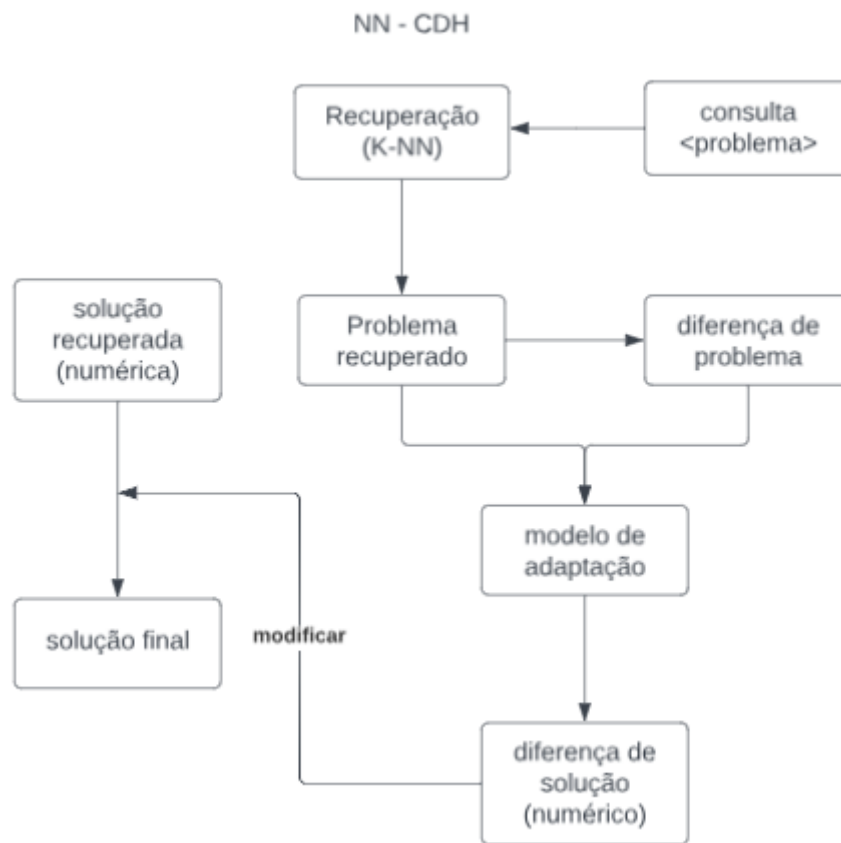 NN - CDH
Recuperação
(K-NN)
consulta
<problema>
solução
recuperada
(numérica)
Problema
recuperado
diferença de
problema
modelo de
adaptação
solução final
modificar
diferença de
solução
(numérico)